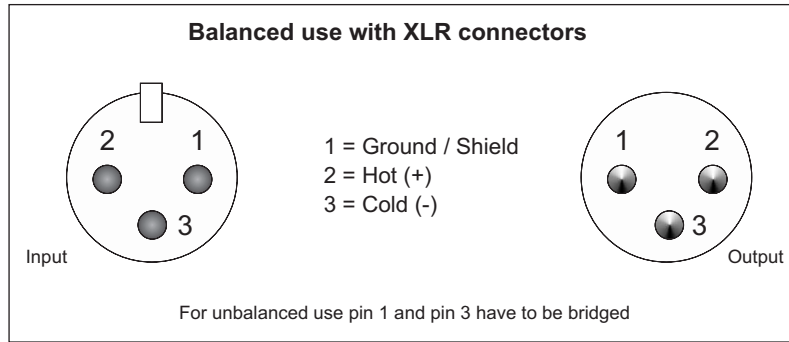 Balanced use with XLR connectors
2 1
3
Input
1 = Ground / Shield
2 = Hot (+)
3 = Cold (-)
1 2
3
Output
For unbalanced use pin 1 and pin 3 have to be bridged